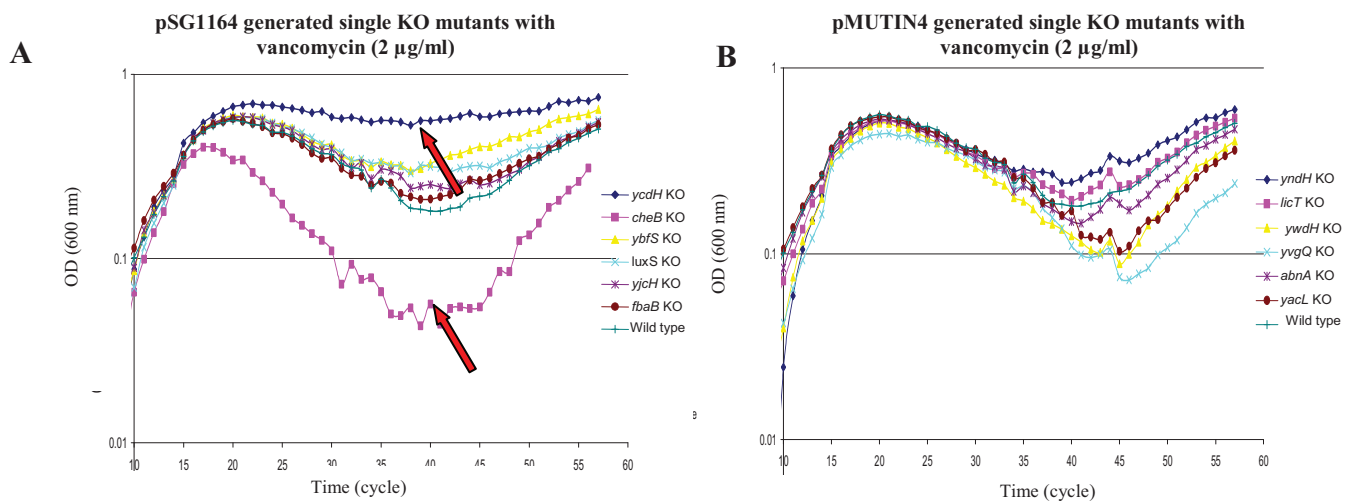 A
pSG1164 generated single KO mutants with
vancomycin (2 µg/ml)
OD (600 nm)
1
0.1
0.01
10 15 20 25 30 35 40 45 50 55 60
Time (cycle)
ycdH KO
cheB KO
ybfS KO
luxS KO
yjcH KO
fbaB KO
Wild type
B
pMUTIN4 generated single KO mutants with
vancomycin (2 µg/ml)
OD (600 nm)
1
0.1
0.01
10 15 20 25 30 35 40 45 50 55 60
Time (cycle)
yndH KO
licT KO
ywdH KO
yvgQ KO
abnA KO
yacL KO
Wild type